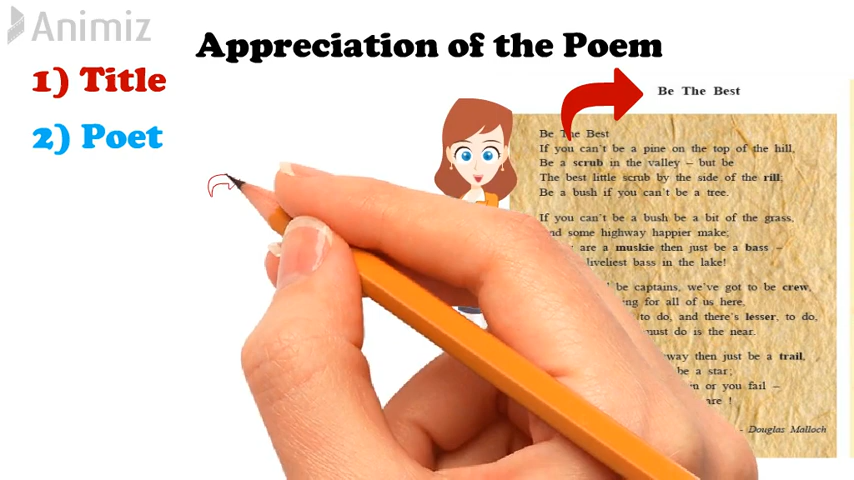 Animiz
Appreciation of the Poem
1) Title
2) Poet
Be The Best
Be The Best
If you can't be a pine on the top of the hill,
Be a scrub in the valley – but be
The best little scrub by the side of the rill;
Be a bush if you can't be a tree.
If you can't be a bush be a bit of the grass,
some highway happier make;
are a muskie then just be a bass –
liveliest bass in the lake!
be captains, we've got to be crew,
for all of us here,
to do, and there's lesser, to do,
must do is the near.
then just be a trail,
be a star;
or you fail –
are !
- Douglas Malloch